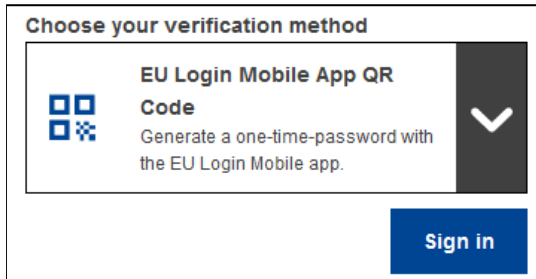 Choose your verification method
EU Login Mobile App QR
Code
Generate a one-time-password with
the EU Login Mobile app.
Sign in